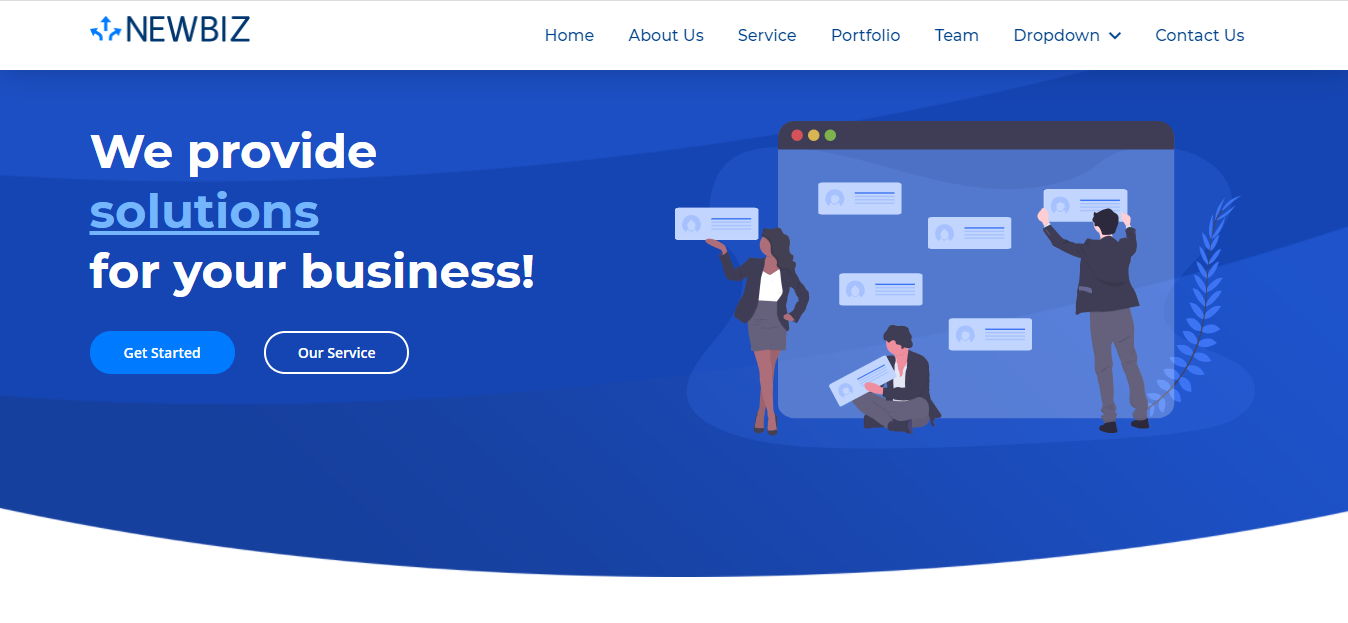 NEWBIZ
Home About Us Service Portfolio Team Dropdown Contact Us
We provide
solutions
for your business!
Get Started Our Service